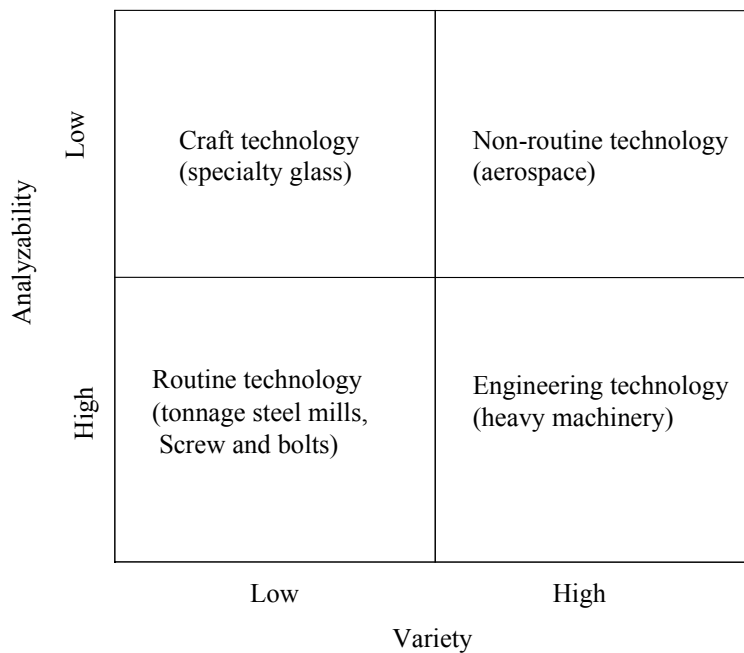 Analyzability
Low
Craft technology
(specialty glass)
Non-routine technology
(aerospace)
High
Routine technology
(tonnage steel mills,
Screw and bolts)
Engineering technology
(heavy machinery)
Low
High
Variety